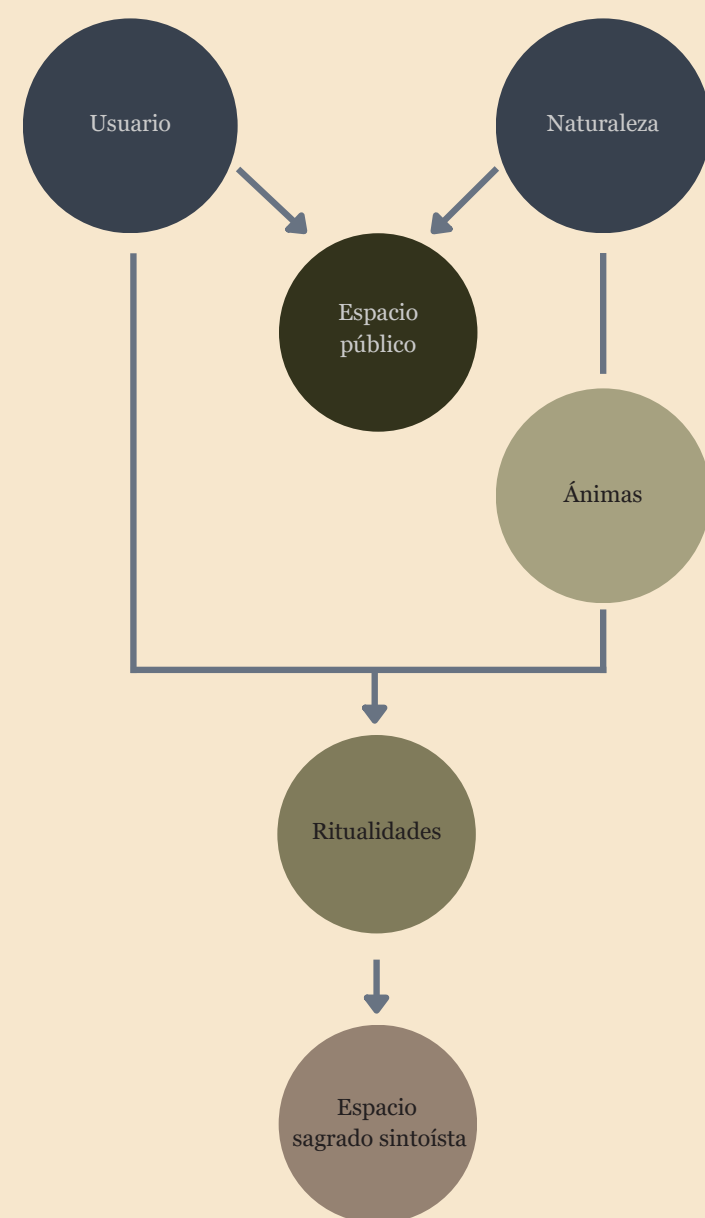 Usuario
Naturaleza
Espacio
público
Ánimas
Ritualidades
Espacio
sagrado sintoísta